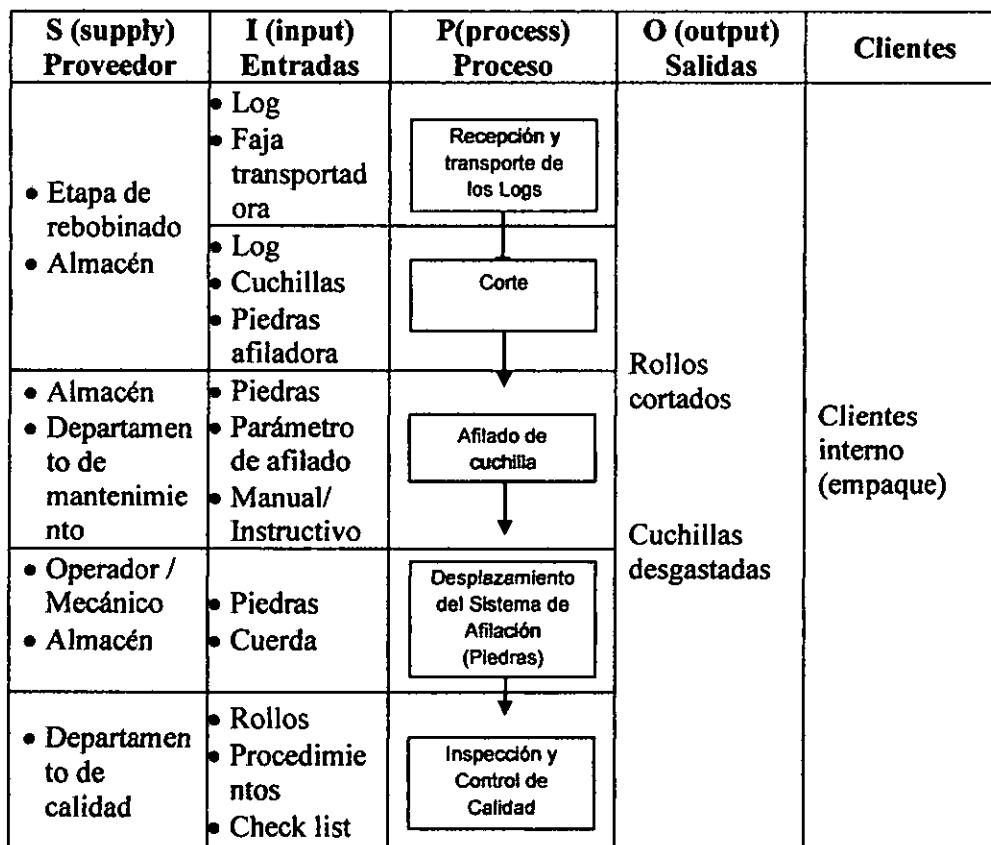 S (supply)
Proveedor
I (input)
Entradas
P(process)
Proceso
O (output)
Salidas
Clientes
• Etapa de
rebobinado
• Almacén
• Log
• Faja
transportad
ora
Recepción y
transporte de
los Logs
• Log
• Cuchillas
• Piedras
afiladora
Corte
• Almacén
• Departamen
to de
mantenimie
nto
• Piedras
• Parámetro
de afilado
• Manual/
Instructivo
Afilado de
cuchilla
• Operador /
Mecánico
• Almacén
• Piedras
• Cuerda
Desplazamiento
del Sistema de
Afilación
(Piedras)
• Departamen
to de
calidad
• Rollos
• Procedimie
ntos
• Check list
Inspección y
Control de
Calidad
Rollos
cortados
Cuchillas
desgastadas
Clientes
interno
(empaque)